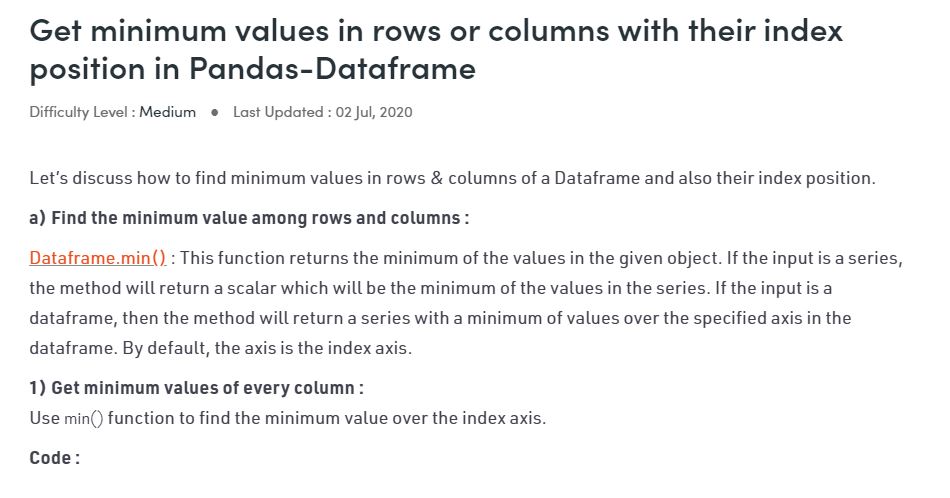 Get minimum values in rows or columns with their index
position in Pandas-Dataframe
Difficulty Level : Medium ● Last Updated : 02 Jul, 2020
Let's discuss how to find minimum values in rows & columns of a Dataframe and also their index position.
a) Find the minimum value among rows and columns :
Dataframe.min() : This function returns the minimum of the values in the given object. If the input is a series,
the method will return a scalar which will be the minimum of the values in the series. If the input is a
dataframe, then the method will return a series with a minimum of values over the specified axis in the
dataframe. By default, the axis is the index axis.
1) Get minimum values of every column :
Use min() function to find the minimum value over the index axis.
Code :